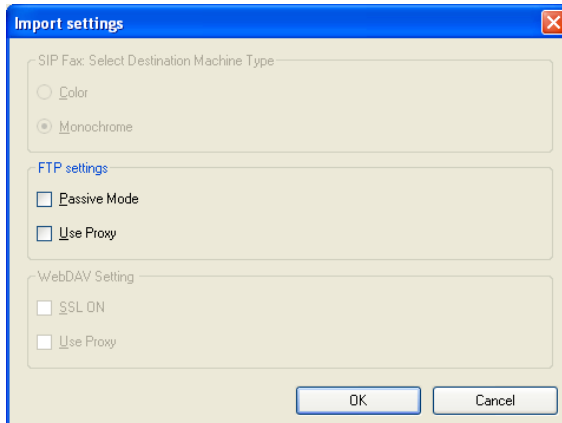 Import settings
SIP Fax: Select Destination Machine Type
Color
Monochrome
FTP settings
Passive Mode
Use Proxy
WebDAV Setting
SSL ON
Use Proxy
OK Cancel